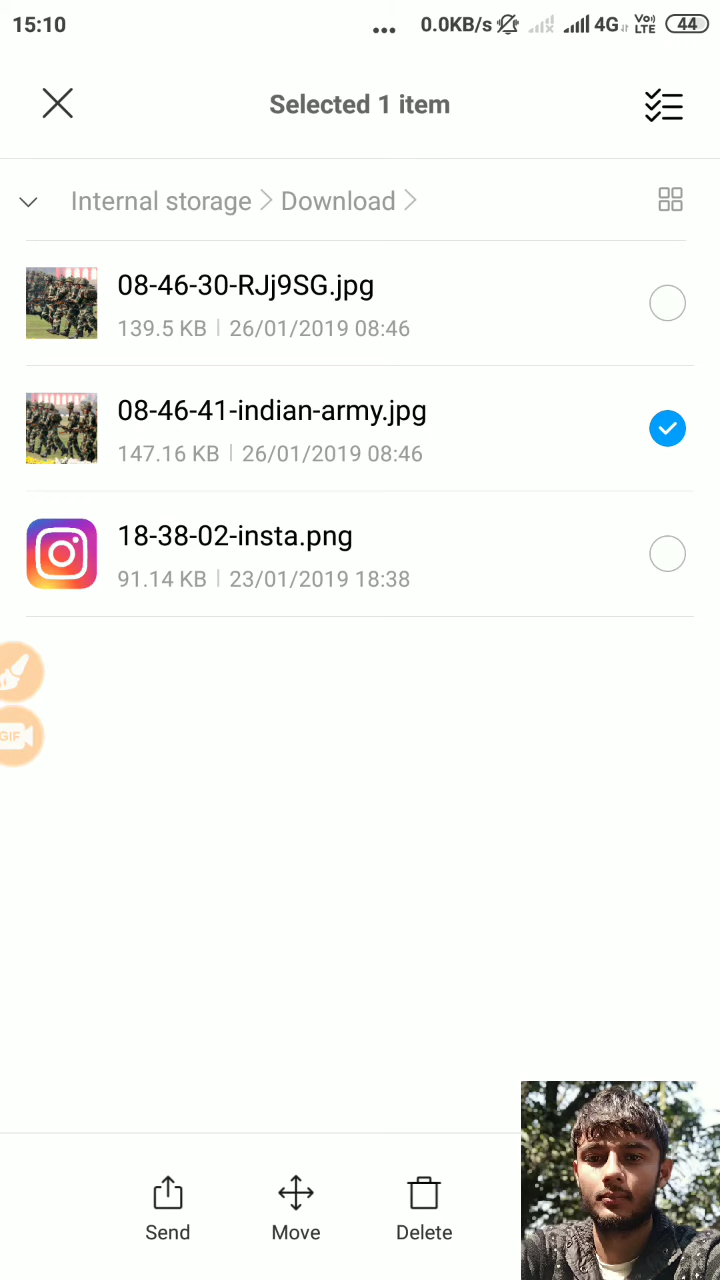 15:10 ... 0.0KB/s 4G Vo) LTE 44
Selected 1 item
Internal storage > Download >
08-46-30-RJj9SG.jpg
139.5 KB | 26/01/2019 08:46
08-46-41-indian-army.jpg
147.16 KB | 26/01/2019 08:46
18-38-02-insta.png
91.14 KB | 23/01/2019 18:38
GIF
Send Move Delete